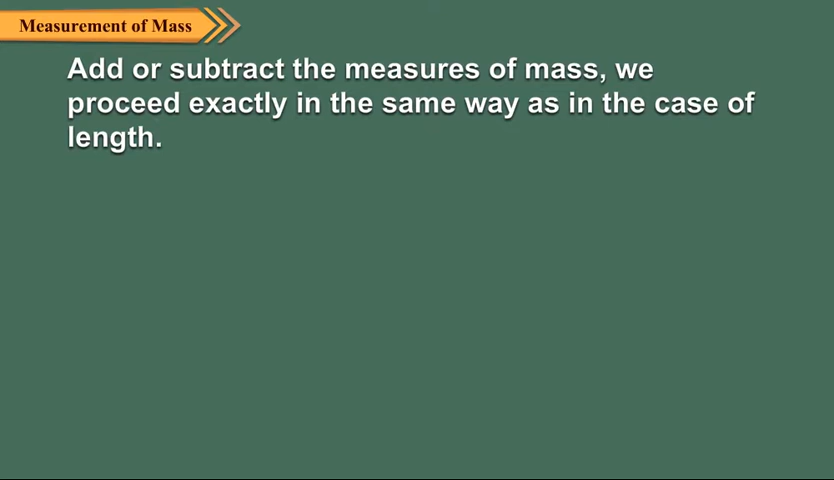 Measurement of Mass
Add or subtract the measures of mass, we
proceed exactly in the same way as in the case of
length.